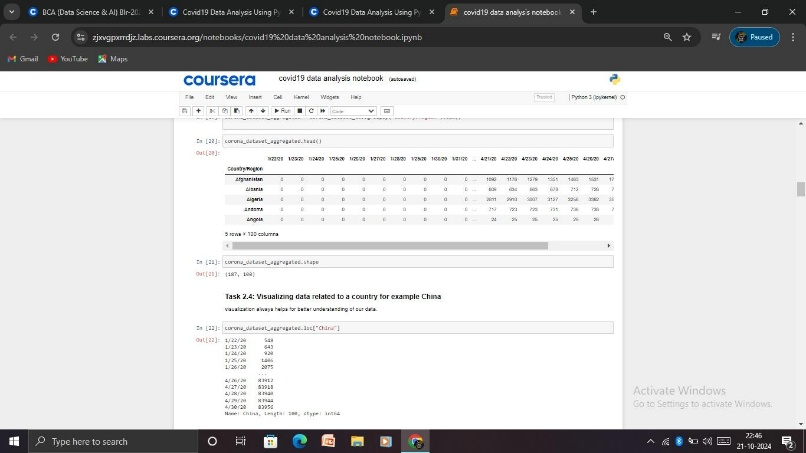 BCA (Data Science & AI) Blr-20.
Covid19 Data Analysis Using Py
Covid19 Data Analysis Using Py
covid19 data analysis notebook
zjxvgpxrrdjz.labs.coursera.org/notebooks/covid19%20data%20analysis%20notebook.ipynb
Paused
Gmail
YouTube
Maps
coursera
covid19 data analysis notebook (autosaved)
File Edit View Insert Cell Kernel Widgets Help
Trusted
Python 3 (ipykernel)
Run
Code
In [20]: corona_dataset_aggregated.head()
Out[20]:
1/22/20 1/23/20 1/24/20 1/25/20 1/26/20 1/27/20 1/28/20 1/29/20 1/30/20 1/31/20 ... 4/21/20 4/22/20 4/23/20 4/24/20 4/25/20 4/26/20 4/27/
Country/Region
Afghanistan 0 0 0 0 0 0 0 0 0 0 ... 1092 1176 1279 1351 1463 1531 17
Albania 0 0 0 0 0 0 0 0 0 0 ... 609 634 663 678 712 726 7
Algeria 0 0 0 0 0 0 0 0 0 0 ... 2811 2910 3007 3127 3256 3382 35
Andorra 0 0 0 0 0 0 0 0 0 0 ... 717 723 723 731 738 738 7
Angola 0 0 0 0 0 0 0 0 0 0 ... 24 25 25 25 25 26
5 rows × 100 columns
In [21]: corona_dataset_aggregated.shape
Out[21]: (187, 100)
Task 2.4: Visualizing data related to a country for example China
visualization always helps for better understanding of our data.
In [22]: corona_dataset_aggregated.loc["China"]
Out[22]: 1/22/20 548
1/23/20 643
1/24/20 920
1/25/20 1406
1/26/20 2075
...
4/26/20 83912
4/27/20 83918
4/28/20 83940
4/29/20 83944
4/30/20 83956
Name: China, Length: 100, dtype: int64
Activate Windows
Go to Settings to activate Windows.
Type here to search
22:46
21-10-2024
2